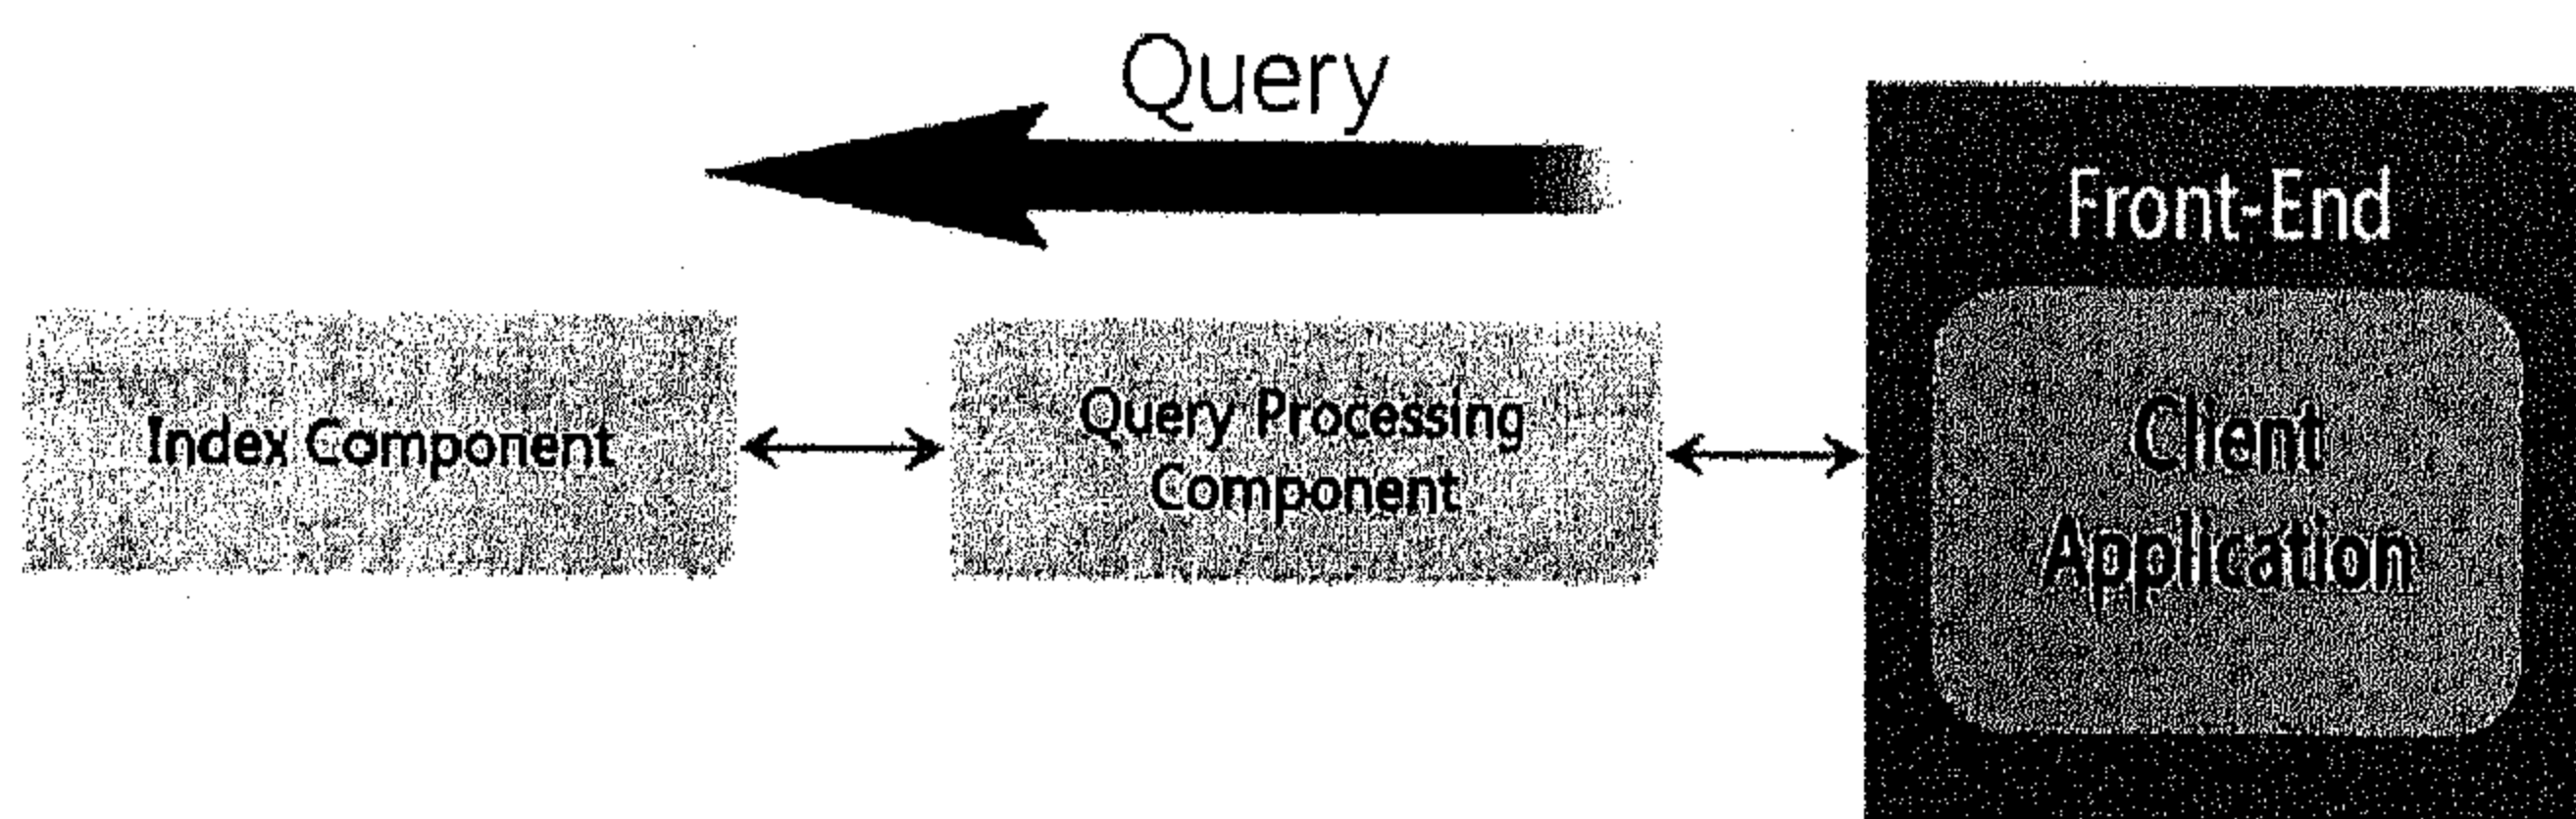 Query
Front-End
Index Component
Query Processing
Component
Client
Application